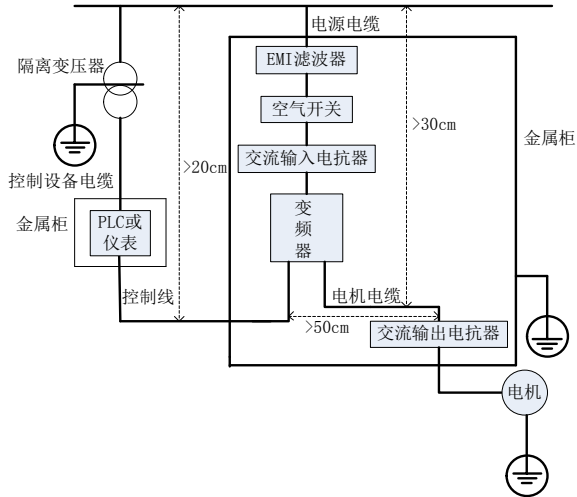 电源电缆
隔离变压器
EMI滤波器
空气开关
>30cm
金属柜
交流输入电抗器
>20cm
控制设备电缆
变
频
器
金属柜
PLC或
仪表
控制线
电机电缆
>50cm
交流输出电抗器
电机